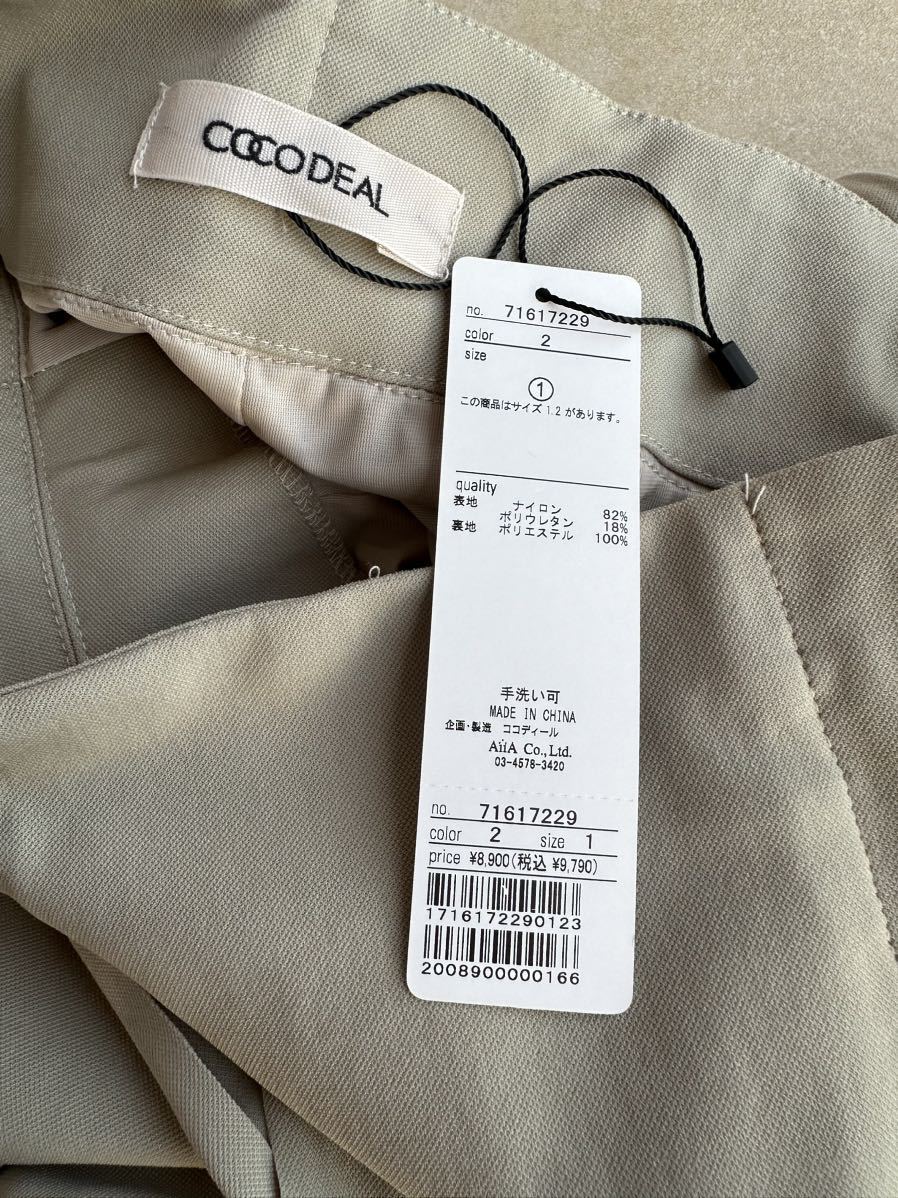 COCO DEAL
no. 71617229
color 2
size
①
この商品はサイズ 1.2 があります。
quality
表地 ナイロン 82%
ポリウレタン 18%
裏地 ポリエステル 100%
手洗い可
MADE IN CHINA
企画・製造 ココディール
AïïA Co.,Ltd.
03-4578-3420
no. 71617229
color 2 size 1
price ¥8,900(税込 ¥9,790)
1716172290123
2008900000166